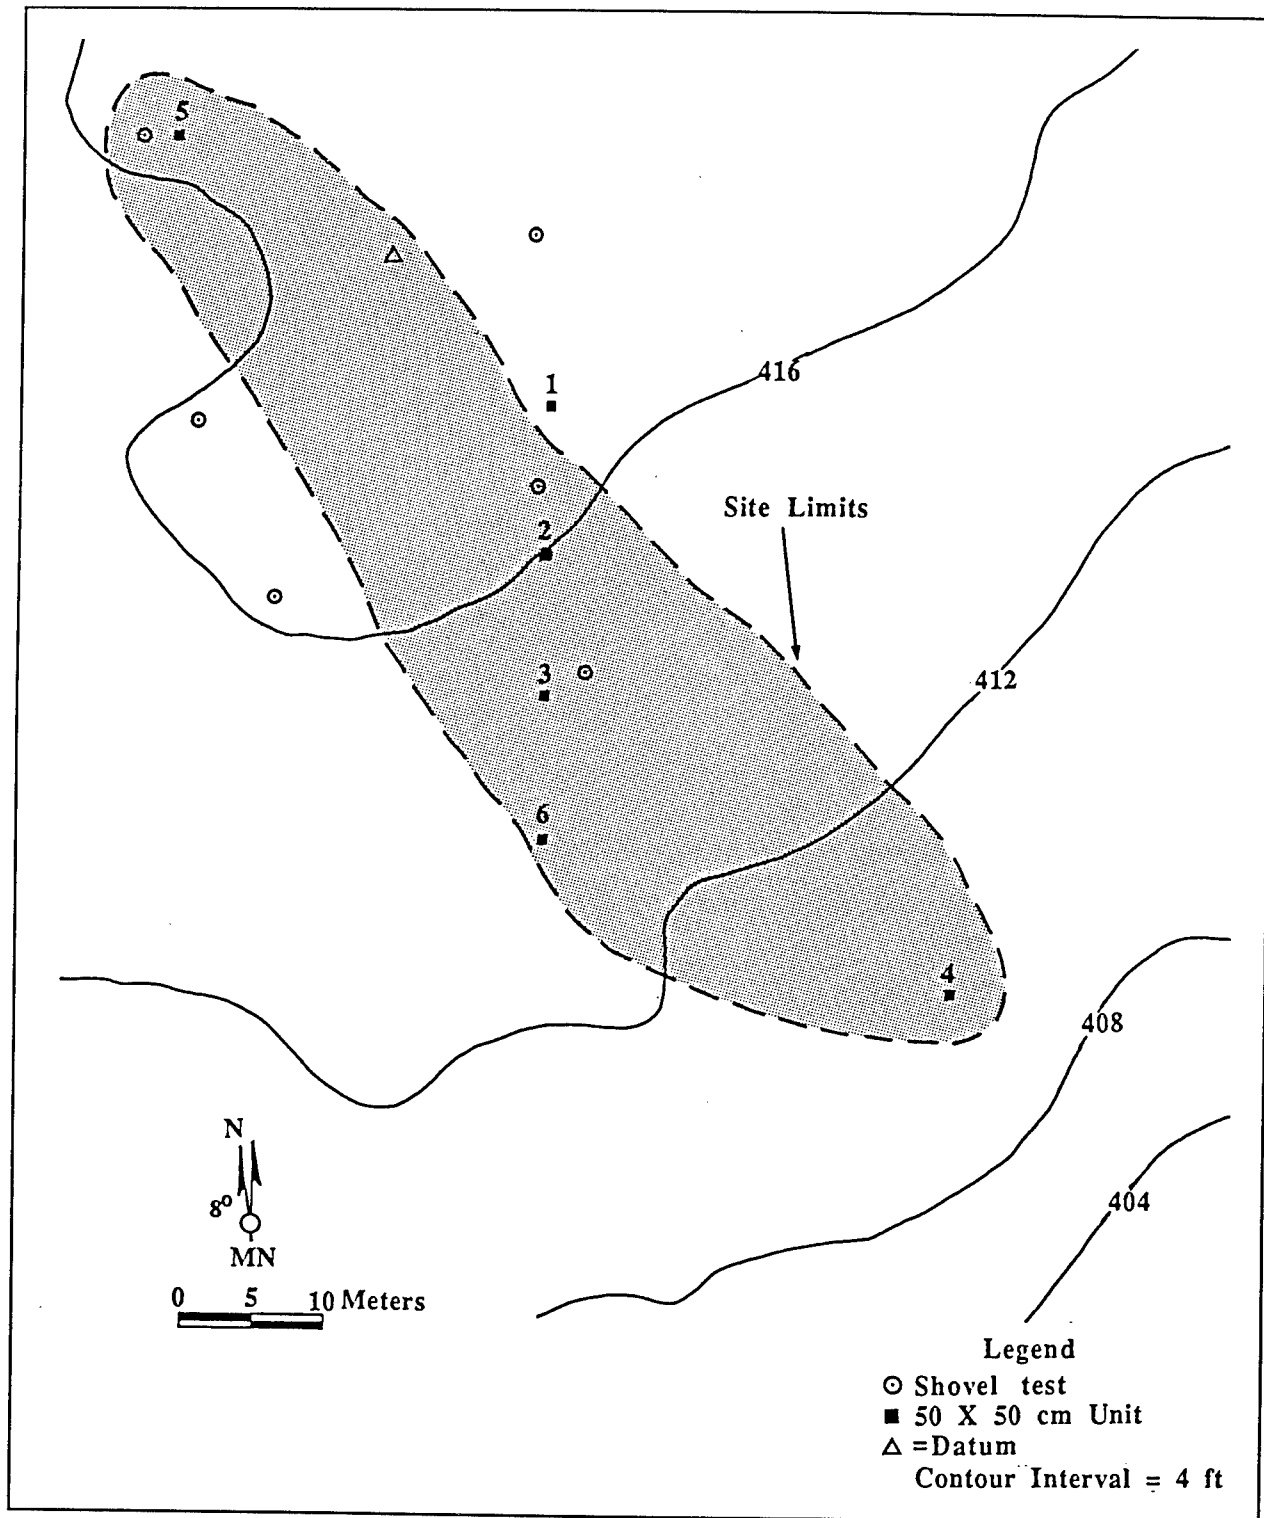 5
1
416
Site Limits
2
3
412
6
4
408
N
8°
MN
404
0 5 10 Meters
Legend
Shovel test
50 X 50 cm Unit
=Datum
Contour Interval = 4 ft